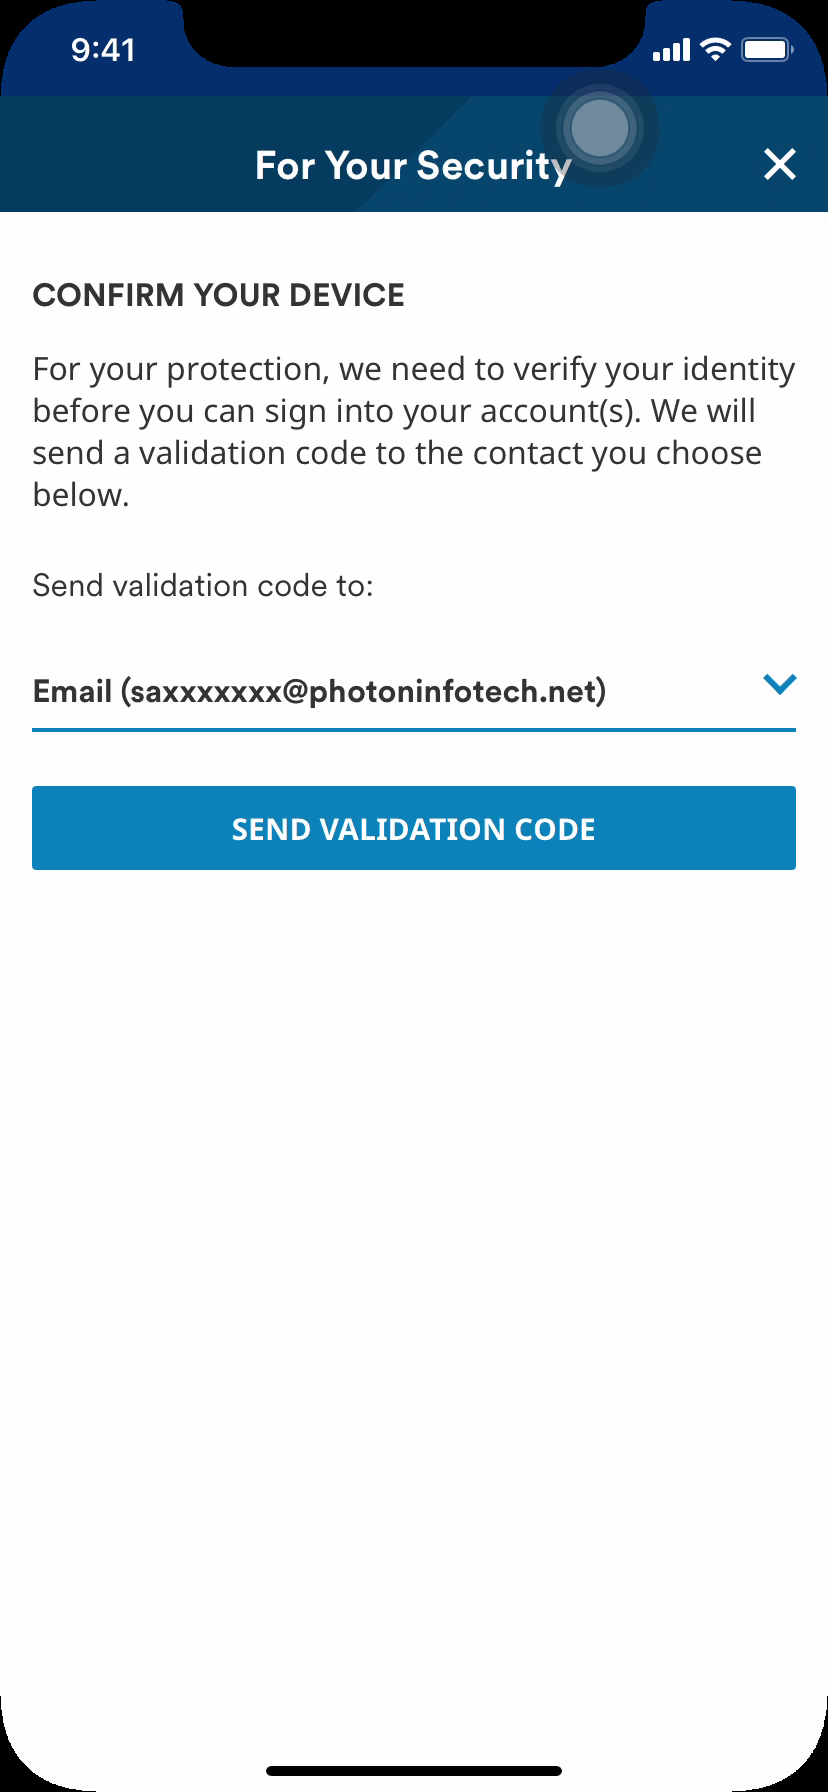 9:41
For Your Security
CONFIRM YOUR DEVICE
For your protection, we need to verify your identity
before you can sign into your account(s). We will
send a validation code to the contact you choose
below.
Send validation code to:
Email (saxxxxxxx@photoninfotech.net)
SEND VALIDATION CODE